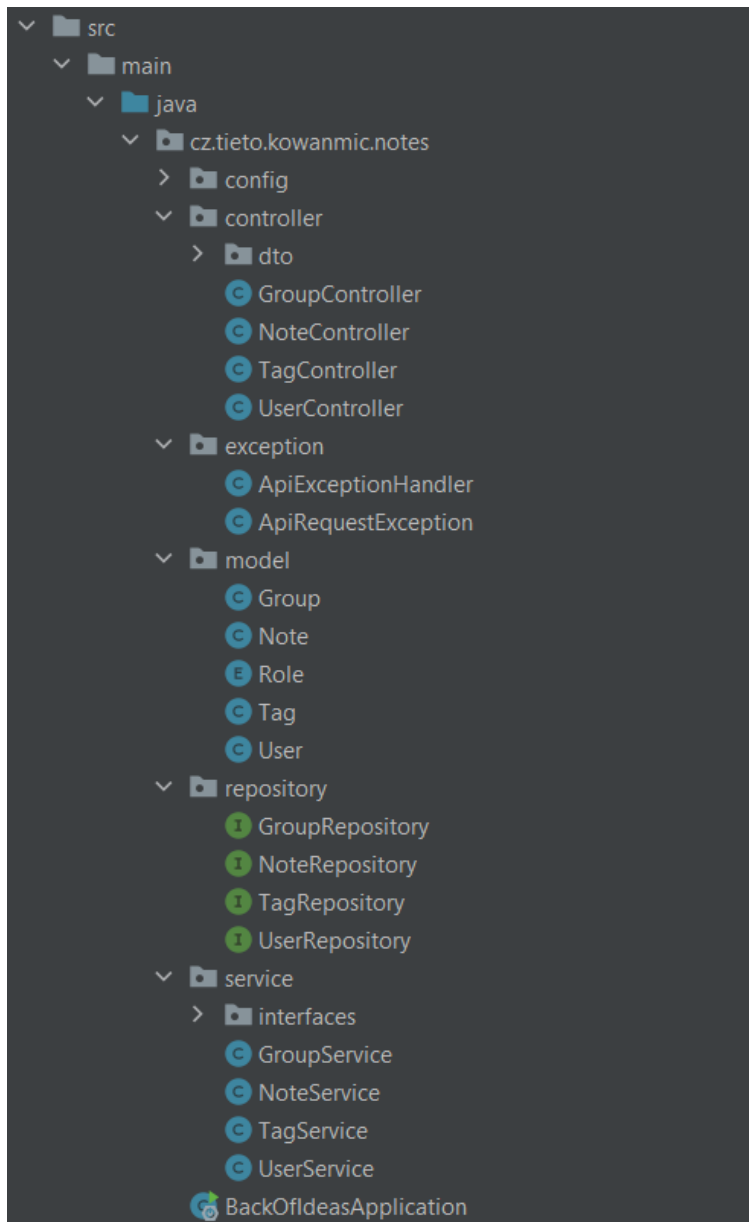 src
main
java
cz.tieto.kowanmic.notes
config
controller
dto
C GroupController
C NoteController
C TagController
C UserController
exception
C ApiExceptionHandler
C ApiRequestException
model
C Group
C Note
E Role
C Tag
C User
repository
I GroupRepository
I NoteRepository
I TagRepository
I UserRepository
service
interfaces
C GroupService
C NoteService
C TagService
C UserService
C BackOfIdeasApplication